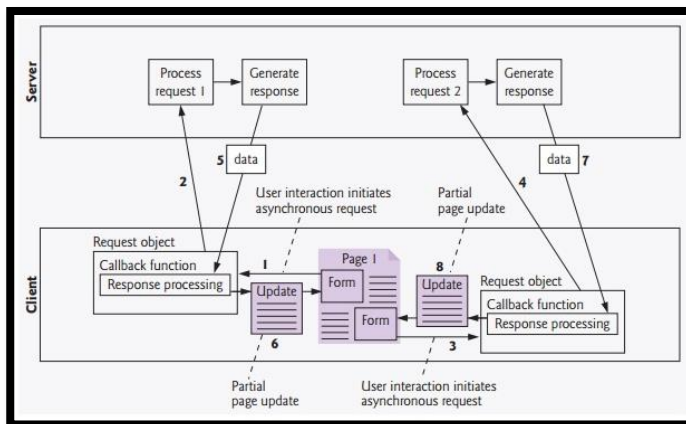 Server
Process
request 1
Generate
response
Process
request 2
Generate
response
2
5
data
4
data
7
User interaction initiates
asynchronous request
Partial
page update
Client
Request object
Callback function
Response processing
1
Update
6
Page 1
Form
Form
8
Update
3
Request object
Callback function
Response processing
Partial
page update
User interaction initiates
asynchronous request